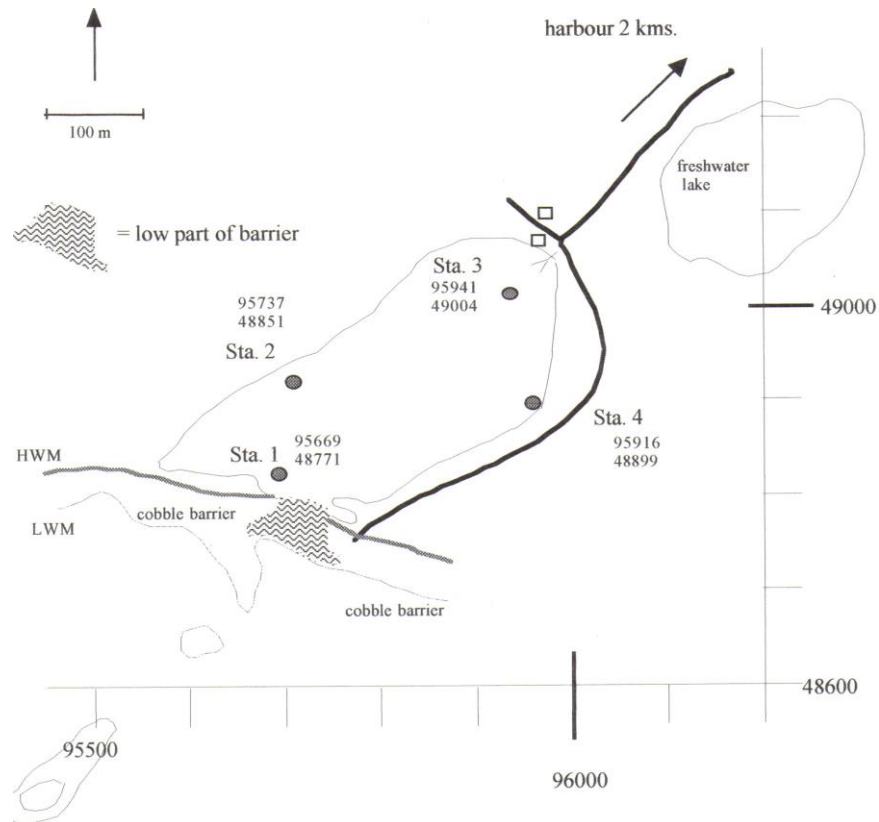 harbour 2 kms.
100 m
freshwater
lake
= low part of barrier
Sta. 3
95941
49004
95737
48851
49000
Sta. 2
Sta. 1
95669
48771
Sta. 4
95916
48899
HWM
cobble barrier
LWM
cobble barrier
48600
95500
96000